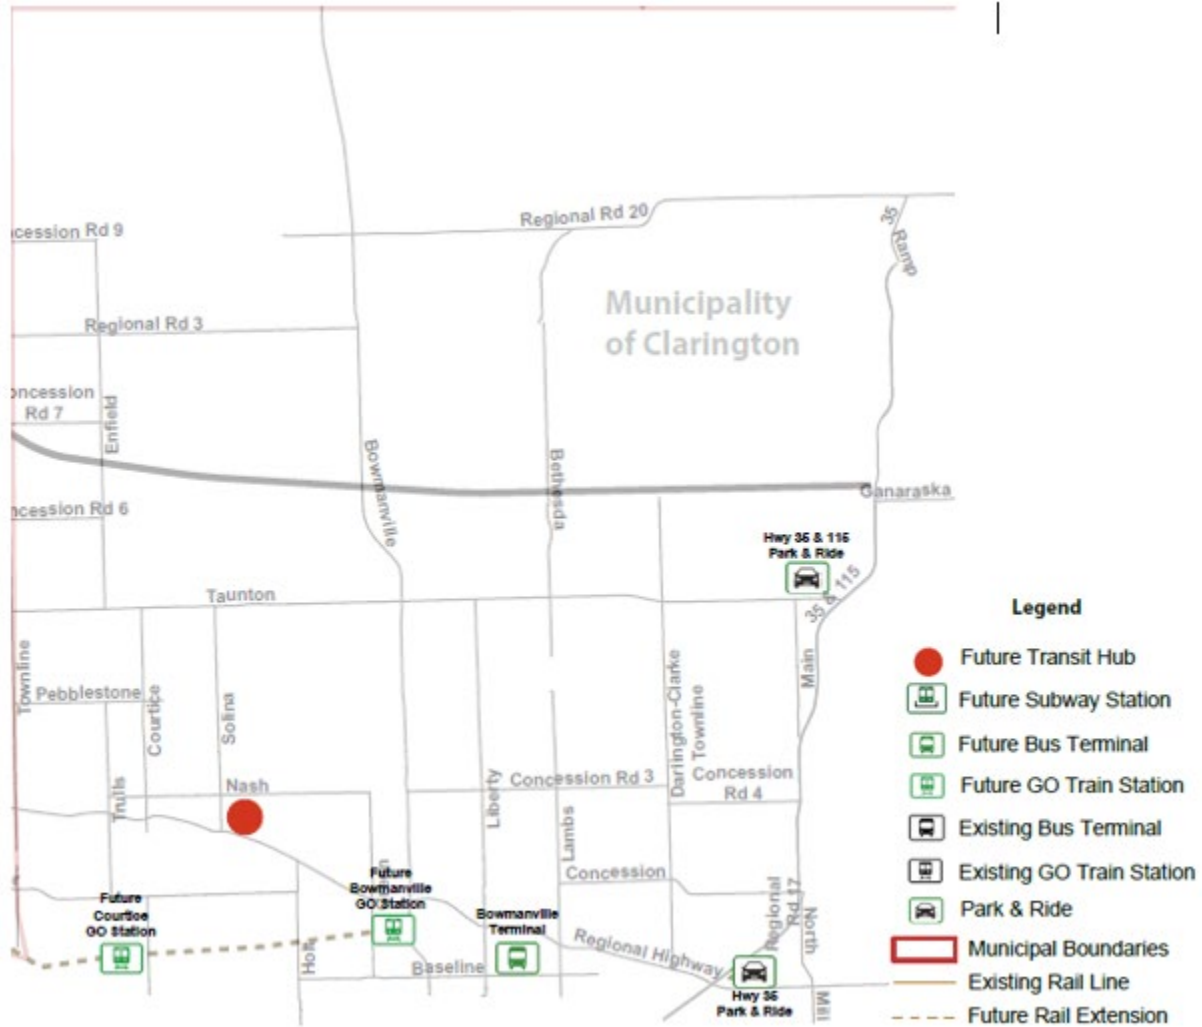 Regional Rd 20
cession Rd 9
35
Ramp
Municipality
of Clarington
Regional Rd 3
oncession
Rd 7
Enfield
Bowmanville
Bethesda
Ganaraska
ncession Rd 6
Hwy 35 & 115
Park & Ride
35 & 115
Taunton
Townline
Pebblestone
Courtice
Solina
Main
Darlington-Clarke
Townline
Nash
Trulls
Liberty
Concession Rd 3
Concession
Rd 4
Lambs
Concession
Future
Bowmanville
GO Station
Future
Courtice
GO Station
Bowmanville
Terminal
Regional
Rd 17
North
Holt
Baseline
Regional Highway
Hwy 35
Park & Ride
Mill
Legend
Future Transit Hub
Future Subway Station
Future Bus Terminal
Future GO Train Station
Existing Bus Terminal
Existing GO Train Station
Park & Ride
Municipal Boundaries
Existing Rail Line
Future Rail Extension